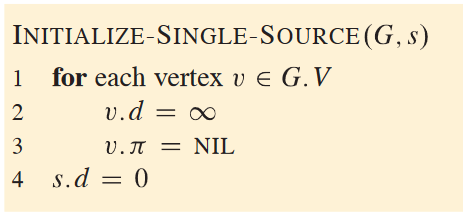 INITIALIZE-SINGLE-SOURCE(G, s)
1 for each vertex v ∈ G.V
2 v.d = ∞
3 v.π = NIL
4 s.d = 0